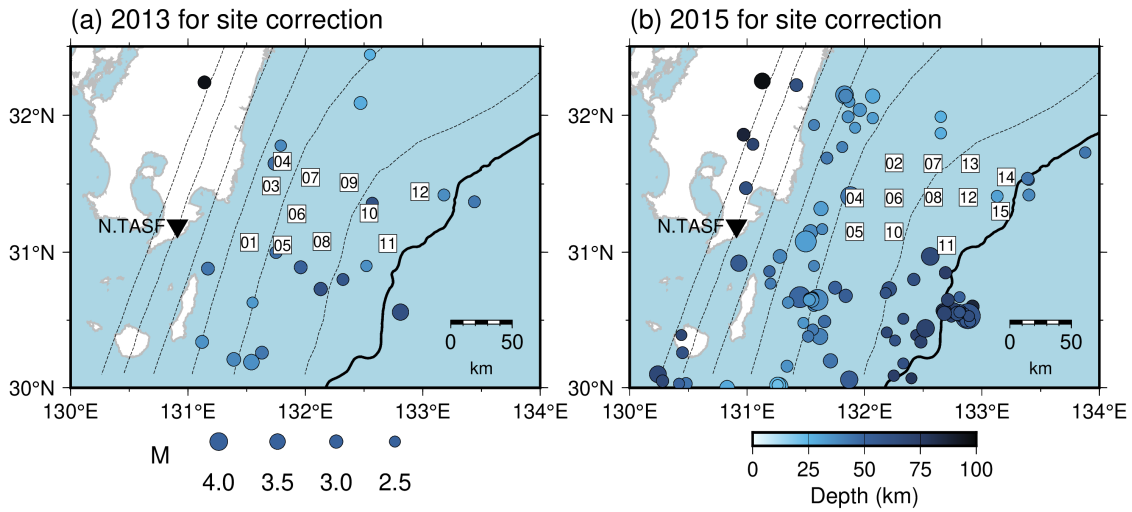 (a) 2013 for site correction
(b) 2015 for site correction
32°N
31°N
30°N
130°E 131°E 132°E 133°E 134°E
N.TASF
04
03
07
09
12
06
10
01
05
08
11
0 50
km
32°N
31°N
30°N
130°E 131°E 132°E 133°E 134°E
N.TASF
02
07
13
14
04
06
08
12
15
05
10
11
0 50
km
M
4.0 3.5 3.0 2.5
0 25 50 75 100
Depth (km)